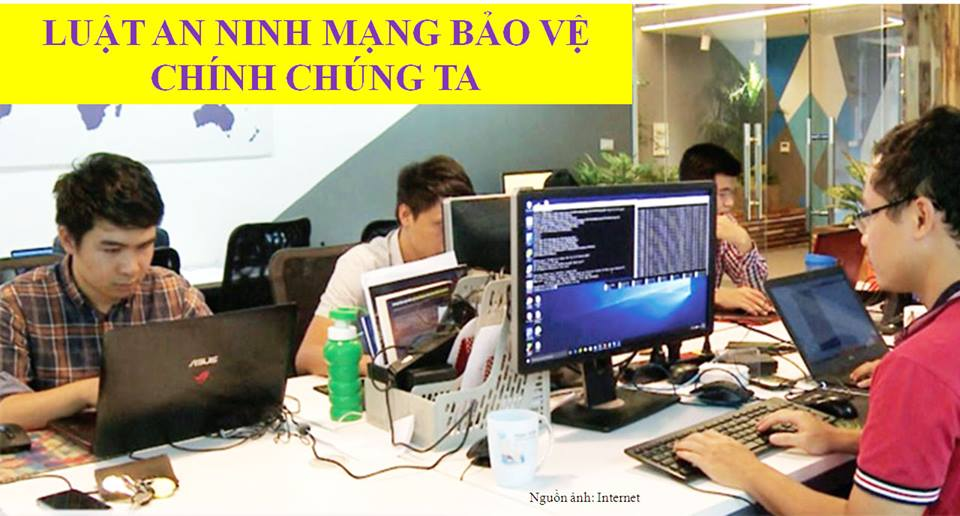 LUẬT AN NINH MẠNG BẢO VỆ
CHÍNH CHÚNG TA
ASUS
Nguồn ảnh: Internet